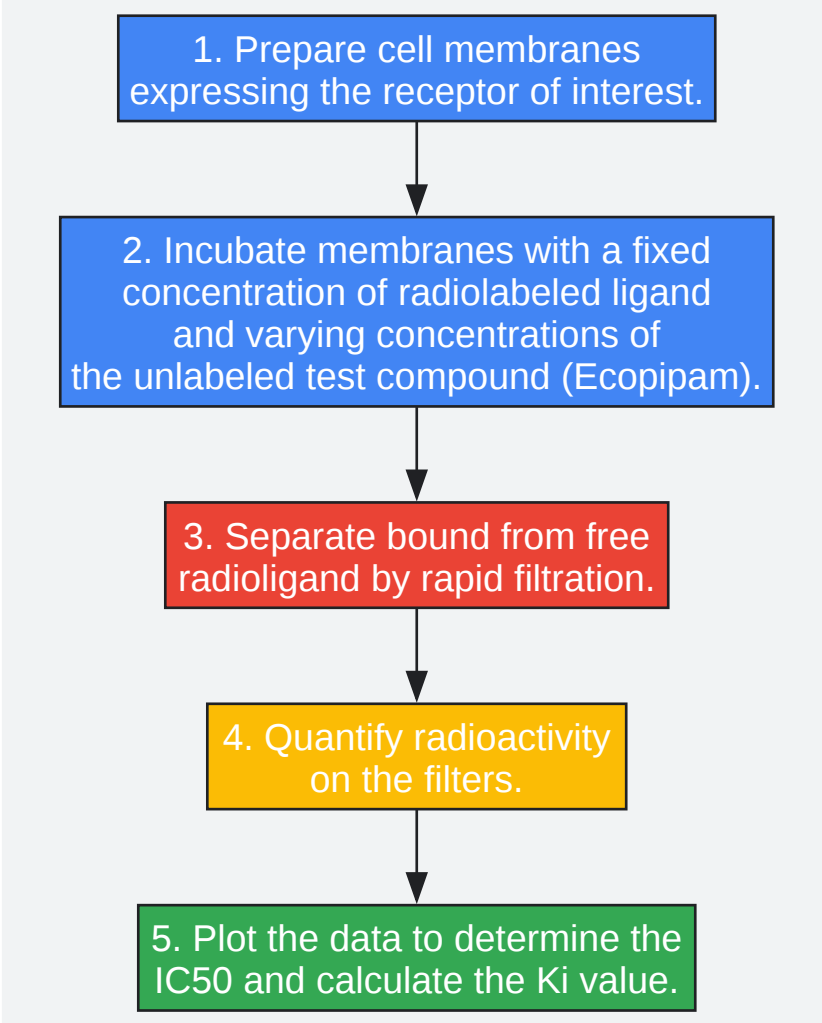 1. Prepare cell membranes
expressing the receptor of interest.
2. Incubate membranes with a fixed
concentration of radiolabeled ligand
and varying concentrations of
the unlabeled test compound (Ecopipam).
3. Separate bound from free
radioligand by rapid filtration.
4. Quantify radioactivity
on the filters.
5. Plot the data to determine the
IC50 and calculate the Ki value.